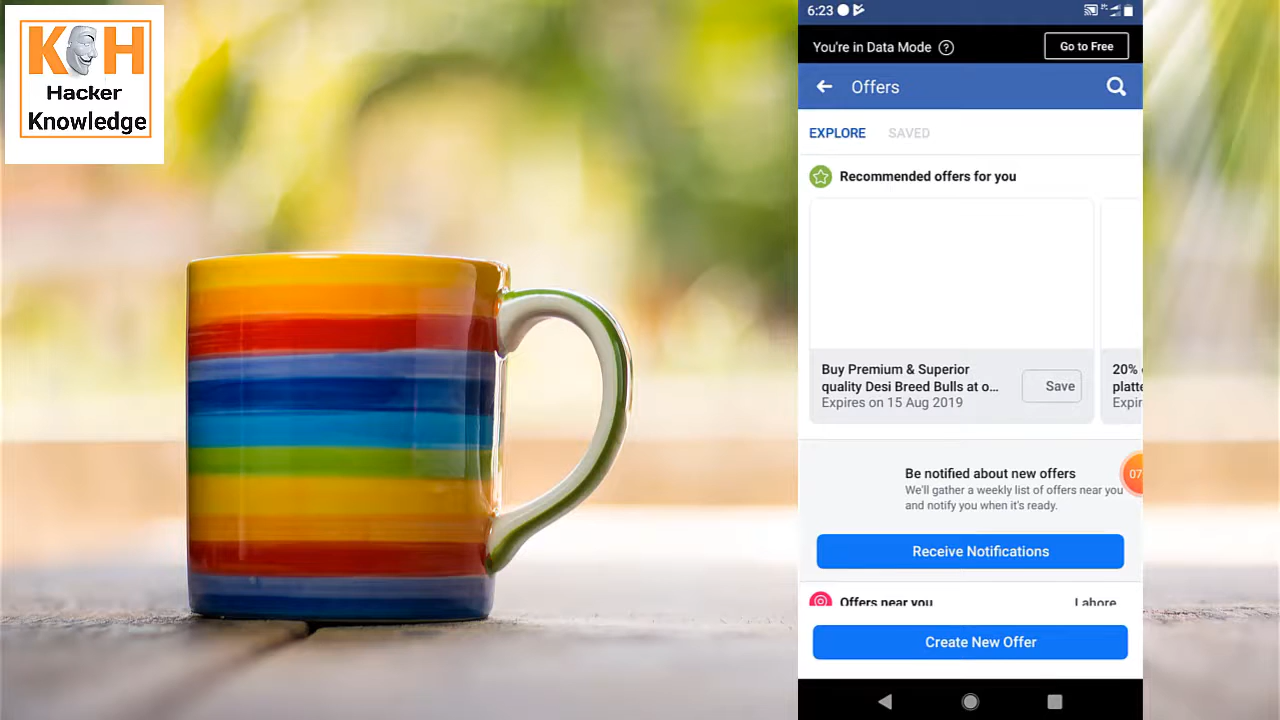 K H
Hacker
Knowledge
6:23
You're in Data Mode ?
Go to Free
Offers
EXPLORE SAVED
Recommended offers for you
Buy Premium & Superior
quality Desi Breed Bulls at o...
Expires on 15 Aug 2019
Save
20%
platte
Expir
Be notified about new offers
We'll gather a weekly list of offers near you
and notify you when it's ready.
07
Receive Notifications
Offers near you
Lahore
Create New Offer